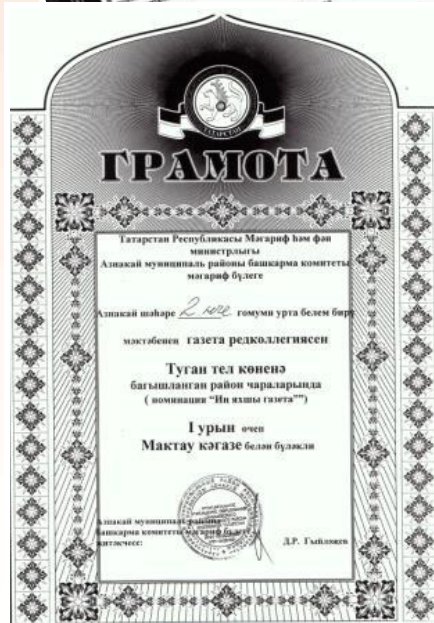 ТАТАРСТАН
ГРАМОТА
Татарстан Республикасы Мәгариф һәм фән
министрлыгы
Азнакай муниципаль районы башкарма комитеты
мәгариф бүлеге
Азнакай шәһәре 2 нче гомуми урта белем бирү
мәктәбенең газета редколлегиясен
Туган тел көненә
багышланган район чараларында
( номинация “Иң яхшы газета””)
I урын өчен
Мактау кәгазе белән бүләкли
Азнакай муниципаль районы
башкарма комитеты мәгариф бүлеге
җитәкчесе: Д.Р. Гыйләҗев